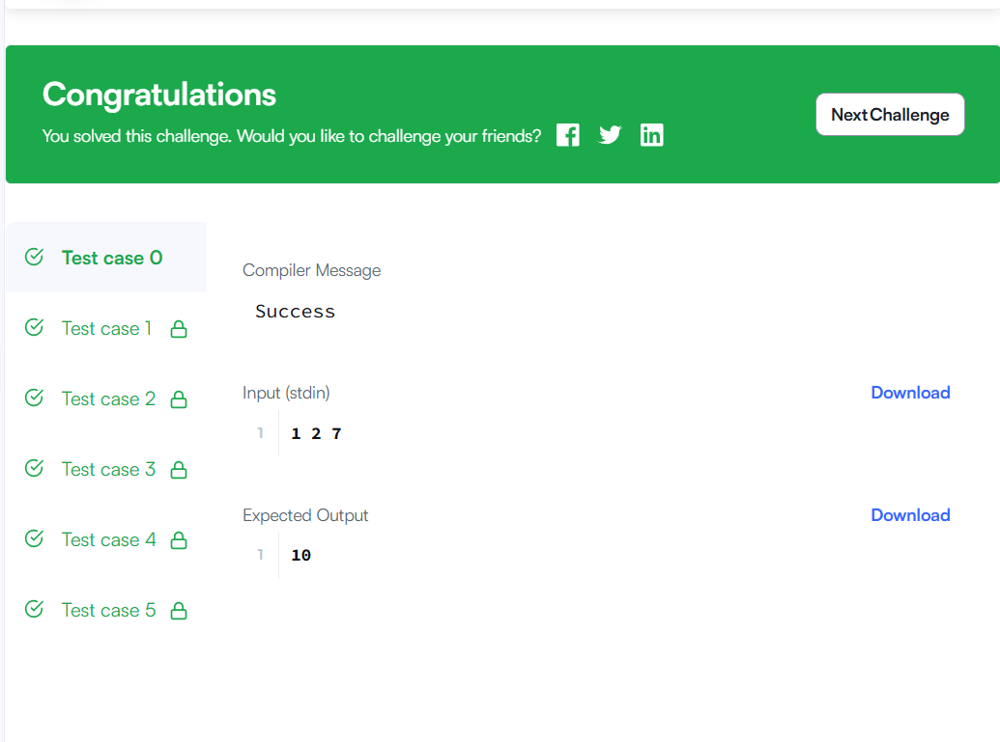 Congratulations
You solved this challenge. Would you like to challenge your friends?
Next Challenge
Test case 0
Test case 1
Test case 2
Test case 3
Test case 4
Test case 5
Compiler Message
Success
Input (stdin)
Download
1
1 2 7
Expected Output
Download
1
10